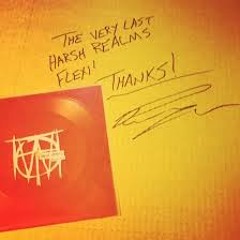 THE VERY LAST
HARSH REALMS
FLEXI!
THANKS!